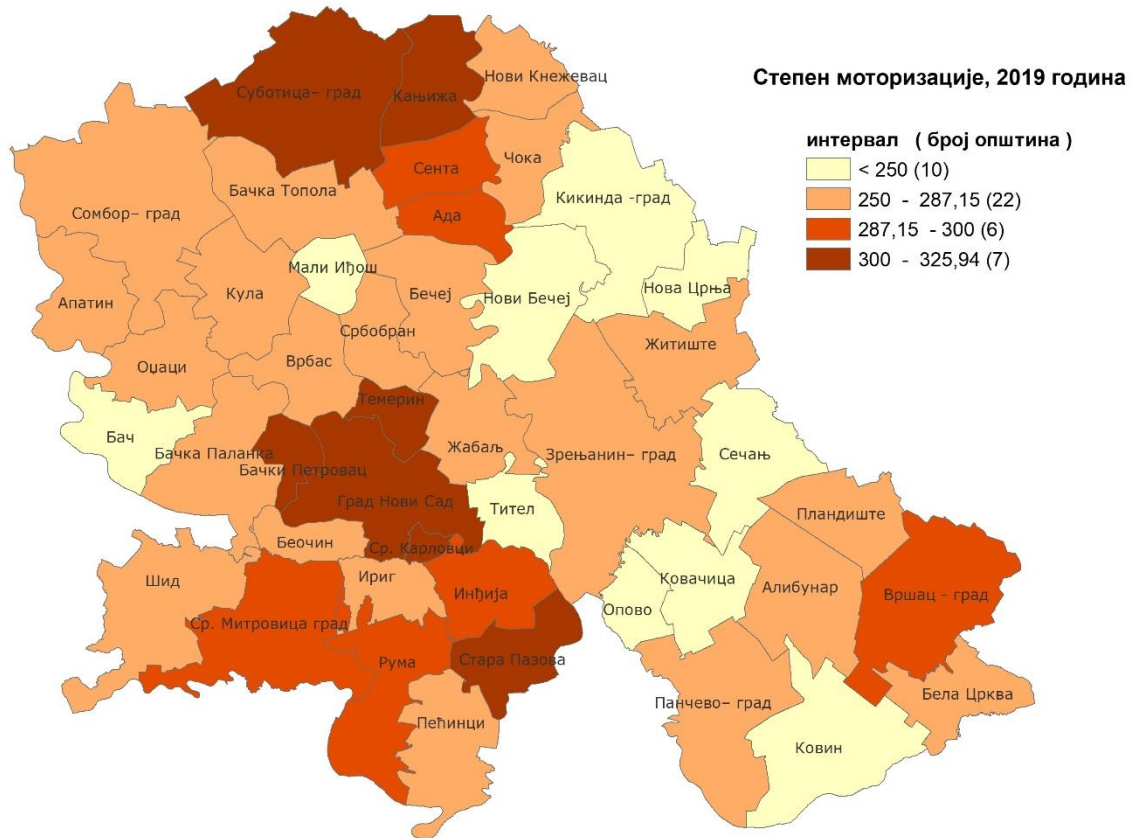 Степен моторизације, 2019 година
интервал ( број општина )
< 250 (10)
250 - 287,15 (22)
287,15 - 300 (6)
300 - 325,94 (7)
Суботица– град
Кањижа
Нови Кнежевац
Сента
Чока
Бачка Топола
Кикинда -град
Сомбор– град
Ада
Мали Иђош
Бечеј
Нови Бечеј
Нова Црња
Апатин
Кула
Србобран
Житиште
Оџаци
Врбас
Темерин
Бач
Бачка Паланка
Жабаљ
Зрењанин– град
Сечањ
Бачки Петровац
Град Нови Сад
Тител
Пландиште
Беочин
Ср. Карловци
Шид
Ириг
Инђија
Ковачица
Алибунар
Вршац - град
Опово
Ср. Митровица град
Рума
Стара Пазова
Бела Црква
Панчево– град
Пећинци
Ковин